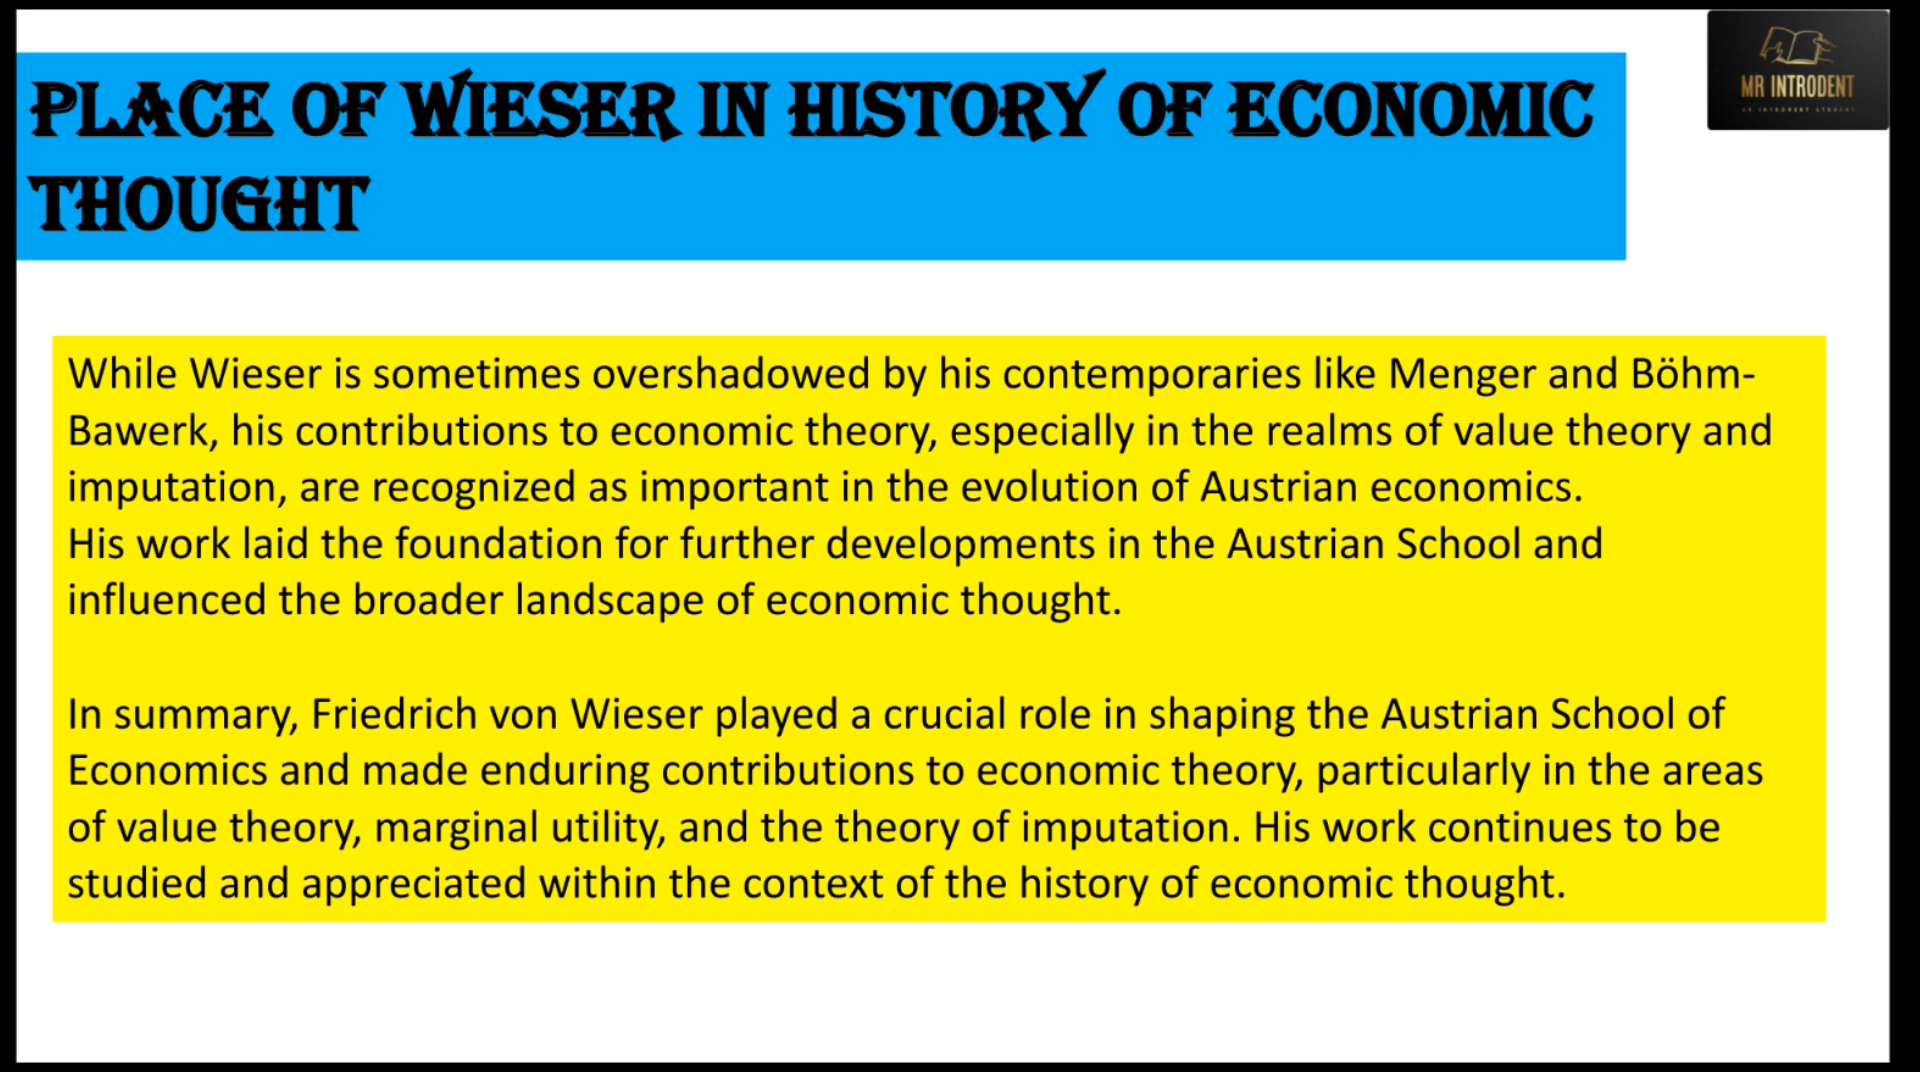 PLACE OF WIESER IN HISTORY OF ECONOMIC
THOUGHT
MR INTRODENT
AN INTROVERT STUDENT
While Wieser is sometimes overshadowed by his contemporaries like Menger and Böhm-
Bawerk, his contributions to economic theory, especially in the realms of value theory and
imputation, are recognized as important in the evolution of Austrian economics.
His work laid the foundation for further developments in the Austrian School and
influenced the broader landscape of economic thought.
In summary, Friedrich von Wieser played a crucial role in shaping the Austrian School of
Economics and made enduring contributions to economic theory, particularly in the areas
of value theory, marginal utility, and the theory of imputation. His work continues to be
studied and appreciated within the context of the history of economic thought.